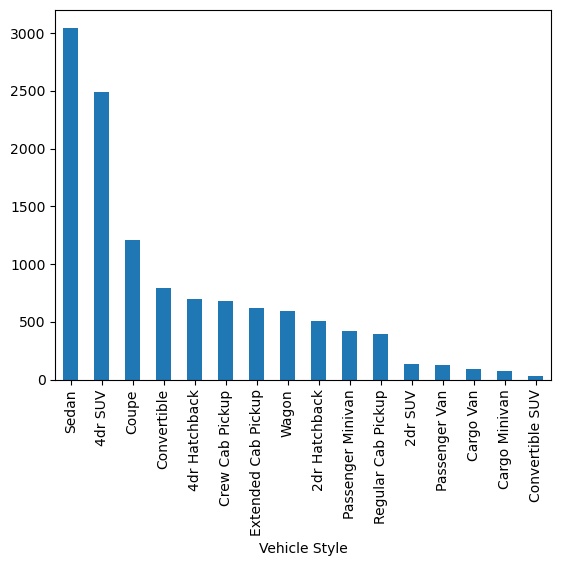 3000
2500
2000
1500
1000
500
0
Sedan
4dr SUV
Coupe
Convertible
4dr Hatchback
Crew Cab Pickup
Extended Cab Pickup
Wagon
2dr Hatchback
Passenger Minivan
Regular Cab Pickup
2dr SUV
Passenger Van
Cargo Van
Cargo Minivan
Convertible SUV
Vehicle Style